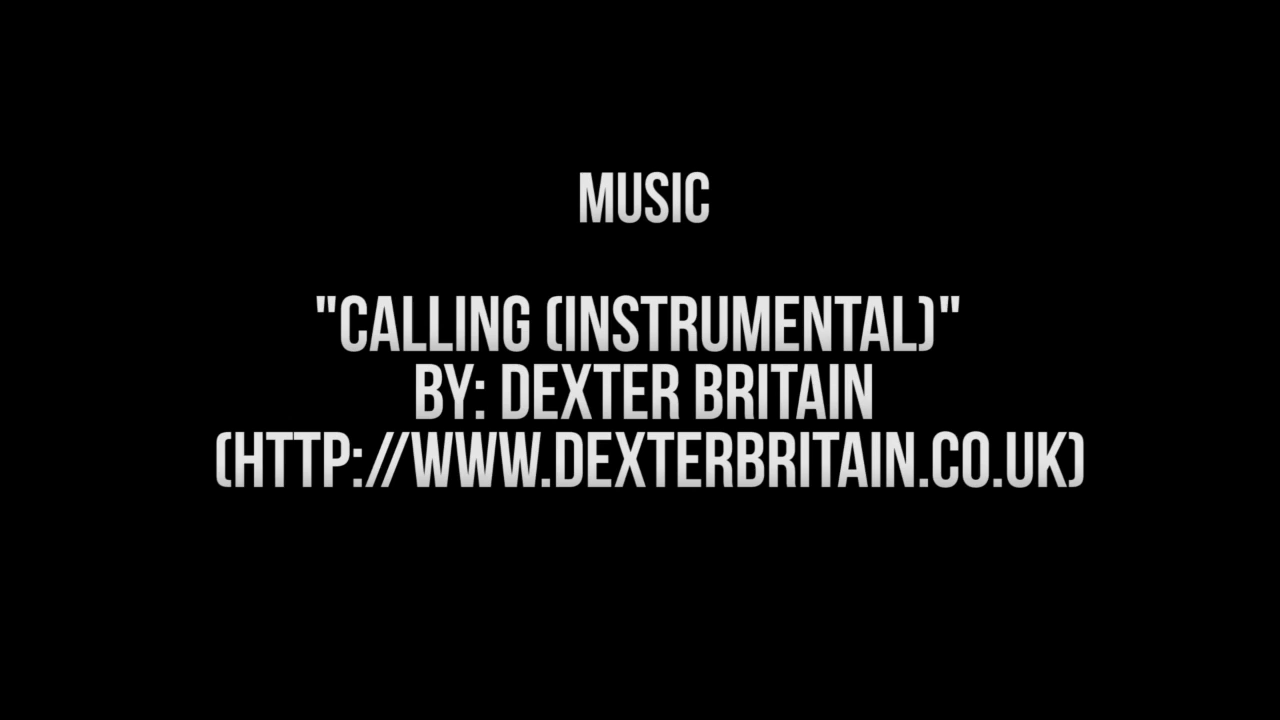 MUSIC
"CALLING (INSTRUMENTAL)"
BY: DEXTER BRITAIN
(HTTP://WWW.DEXTERBRITAIN.CO.UK)